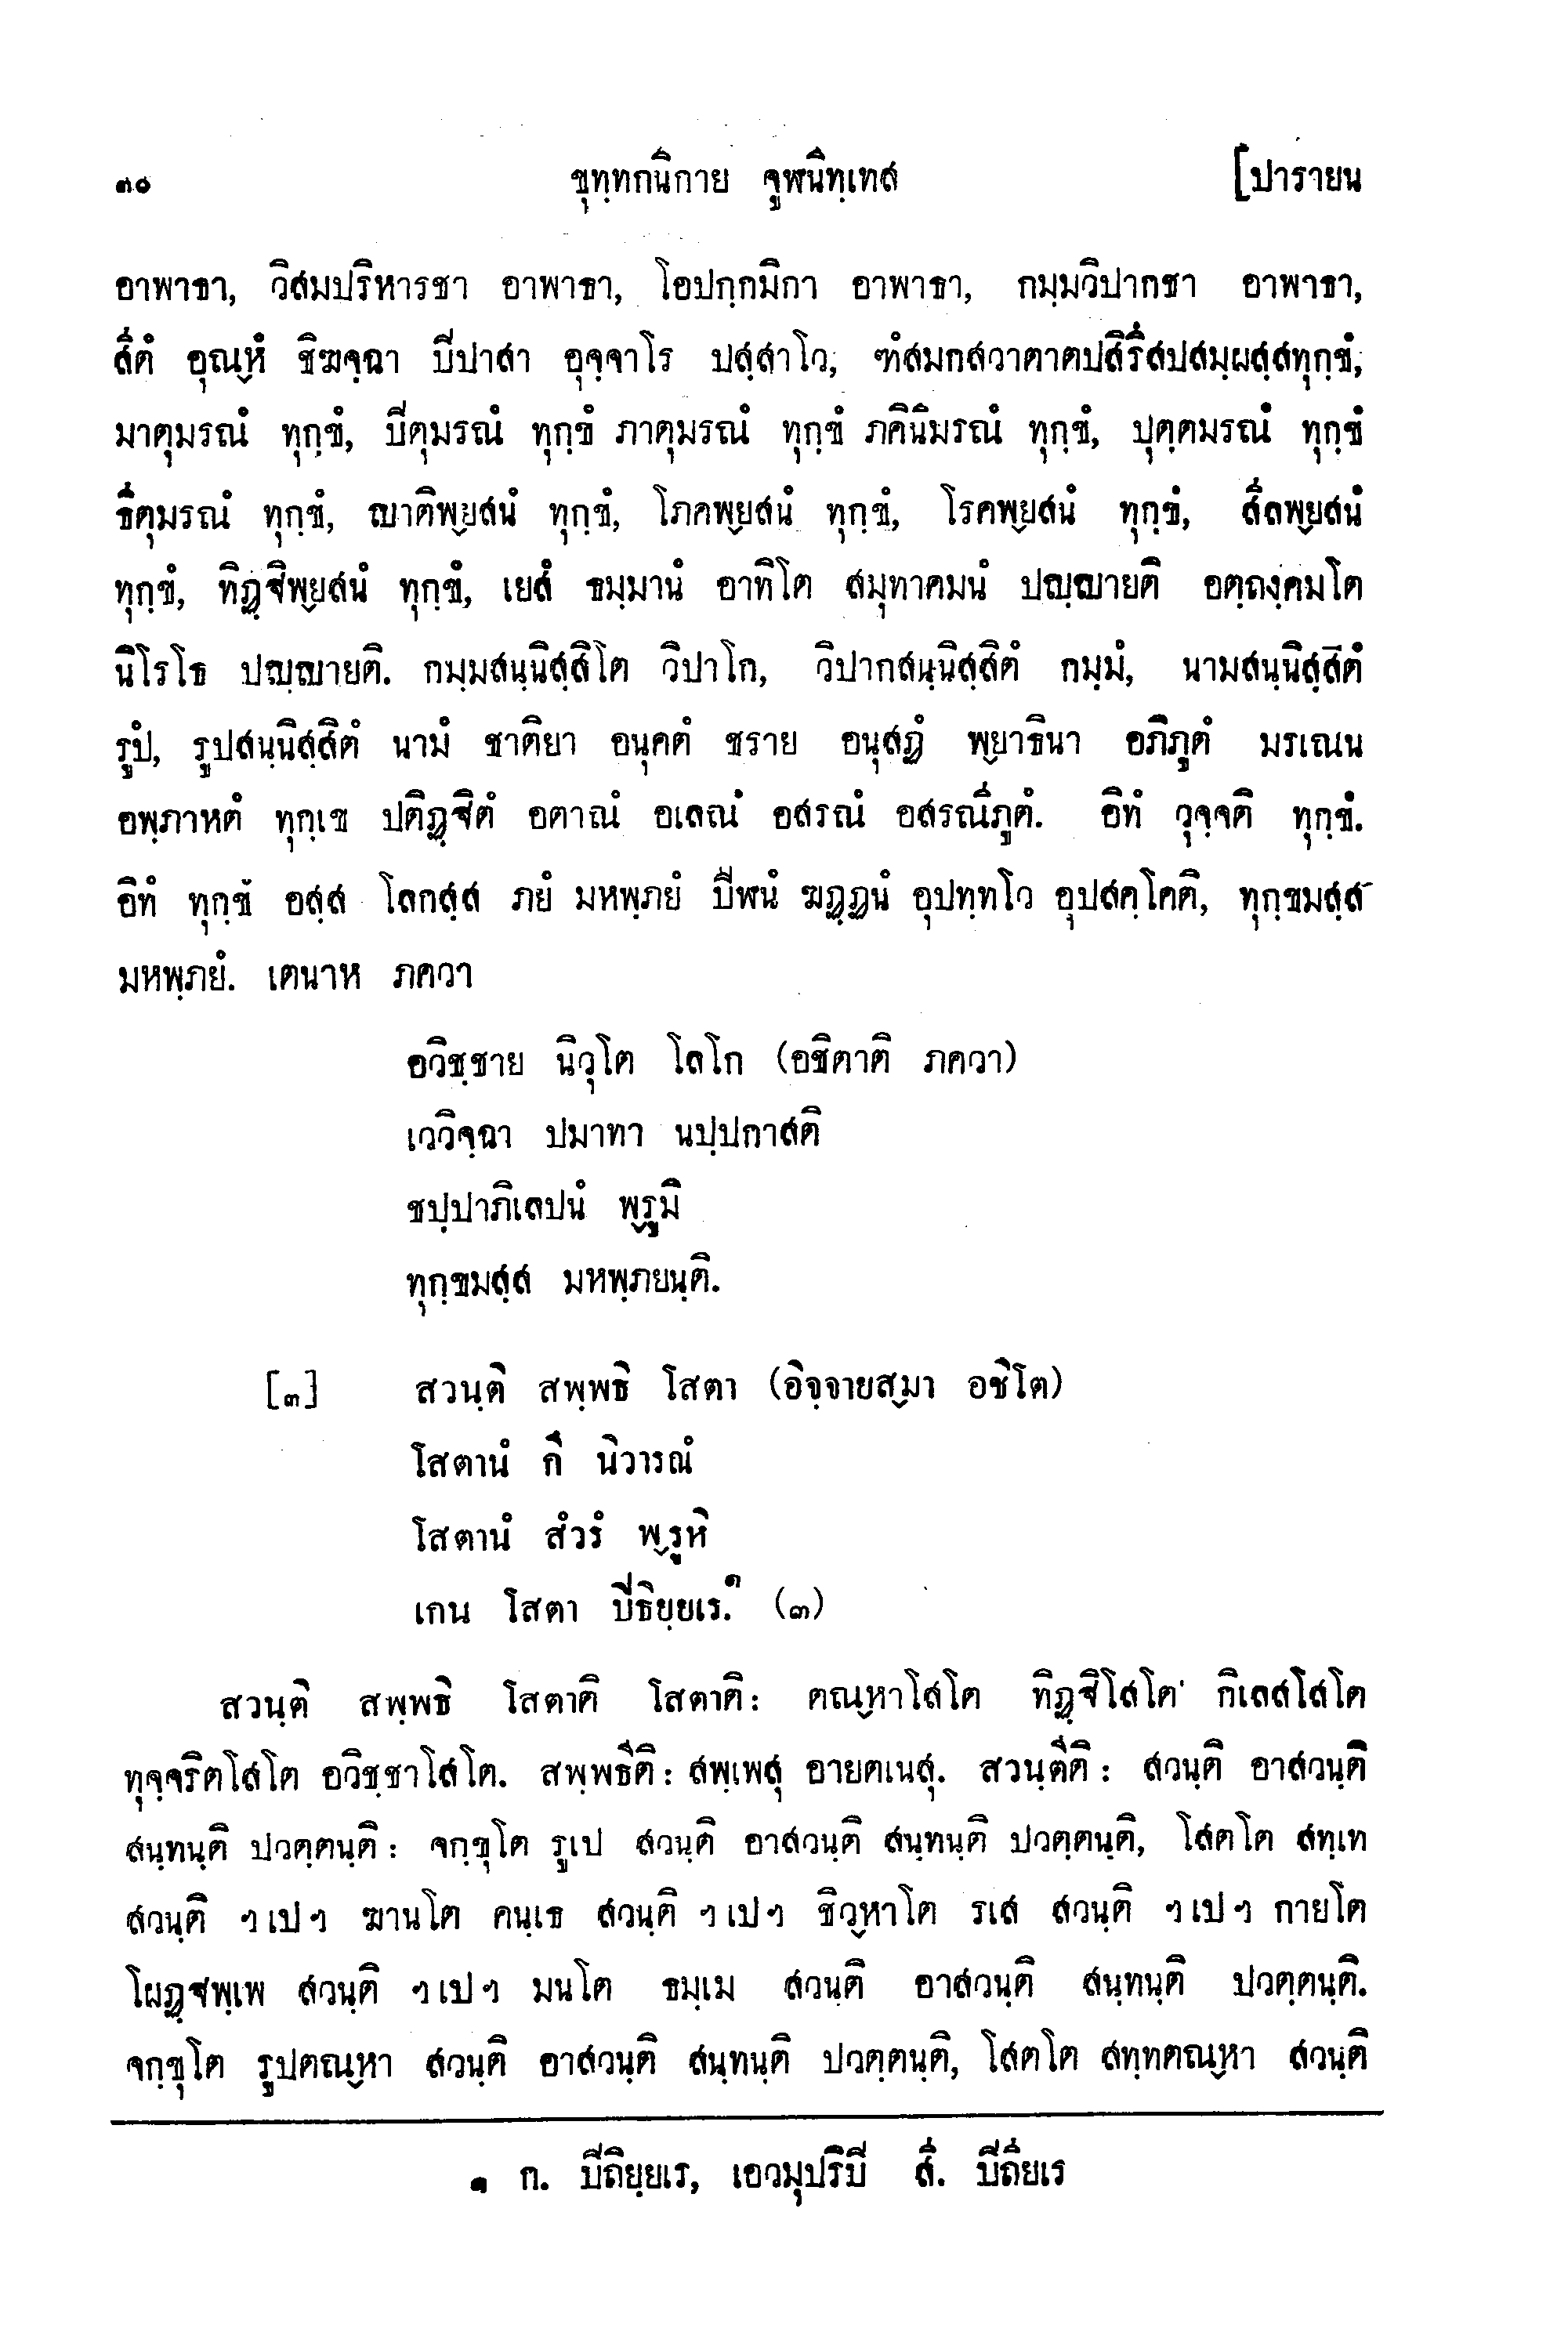 ๓๐ ขุทฺทกนิกาย จูฬนิทฺเทส [ปารายน
อาพาธา, วิสมปริหารชา อาพาธา, โอปกฺกมิกา อาพาธา, กมฺมวิปากชา อาพาธา,
สีตํ อุณฺหํ ชิฆจฺฉา ปิปาสา อุจฺจาโร ปสฺสาโว, ฑํสมกสวาตาตปสิรึสปสมฺผสฺสทุกฺขํ,
มาตุมรณํ ทุกฺขํ, ปิตุมรณํ ทุกฺขํ ภาตุมรณํ ทุกฺขํ ภคินิมรณํ ทุกฺขํ, ปุตฺตมรณํ ทุกฺขํ
ธีตุมรณํ ทุกฺขํ, ญาติพฺยสนํ ทุกฺขํ, โภคพฺยสนํ ทุกฺขํ, โรคพฺยสนํ ทุกฺขํ, สีลพฺยสนํ
ทุกฺขํ, ทิฏฺฐิพฺยสนํ ทุกฺขํ, เยสํ ธมฺมานํ อาทิโต สมุทาคมนํ ปญฺญายติ อตฺถงฺคมโต
นิโรโธ ปญฺญายติ. กมฺมสนฺนิสฺสิโต วิปาโก, วิปากสนฺนิสฺสิตํ กมฺมํ, นามสนฺนิสฺสิตํ
รูปํ, รูปสนฺนิสฺสิตํ นามํ ชาติยา อนุคตํ ชราย อนุสฏํ พฺยาธินา อภิภูตํ มรเณน
อพฺภาหตํ ทุกฺเข ปติฏฺฐิตํ อตาณํ อเลณํ อสรณํ อสรณีภูตํ. อิทํ วุจฺจติ ทุกฺขํ.
อิทํ ทุกฺขํ อสฺส โลกสฺส ภยํ มหพฺภยํ ปีฬนํ ฆฏฺฏนํ อุปทฺทโว อุปสคฺโคติ, ทุกฺขมสฺส
มหพฺภยํ. เตนาห ภควา
อวิชฺชาย นิวุโต โลโก (อชิตาติ ภควา)
เววิจฺฉา ปมาทา นปฺปกาสติ
ชปฺปาภิเลปนํ พฺรูมิ
ทุกฺขมสฺส มหพฺภยนฺติ.
[๓] สวนฺติ สพฺพธิ โสตา (อิจฺจายสฺมา อชิโต)
โสตานํ กึ นิวารณํ
โสตานํ สํวรํ พฺรูหิ
เกน โสตา ปิธิยฺยเร.๑ (๓)
สวนฺติ สพฺพธิ โสตาติ โสตาติ: ตณฺหาโสโต ทิฏฺฐิโสโต กิเลสโสโต
ทุจฺจริตโสโต อวิชฺชาโสโต. สพฺพธีติ: สพฺเพสุ อายตเนสุ. สวนฺตีติ: สวนฺติ อาสวนฺติ
สนฺทนฺติ ปวตฺตนฺติ: จกฺขุโต รูเป สวนฺติ อาสวนฺติ สนฺทนฺติ ปวตฺตนฺติ, โสตโต สทฺเท
สวนฺติ ฯ เป ฯ ฆานโต คนฺเธ สวนฺติ ฯ เป ฯ ชิวฺหาโต รเส สวนฺติ ฯ เป ฯ กายโต
โผฏฺฐพฺเพ สวนฺติ ฯ เป ฯ มนโต ธมฺเม สวนฺติ อาสวนฺติ สนฺทนฺติ ปวตฺตนฺติ.
จกฺขุโต รูปตณฺหา สวนฺติ อาสวนฺติ สนฺทนฺติ ปวตฺตนฺติ, โสตโต สทฺทตณฺหา สวนฺติ
๑ ก. ปิถิยฺยเร, เอวมุปริปิ สี. ปิถียเร